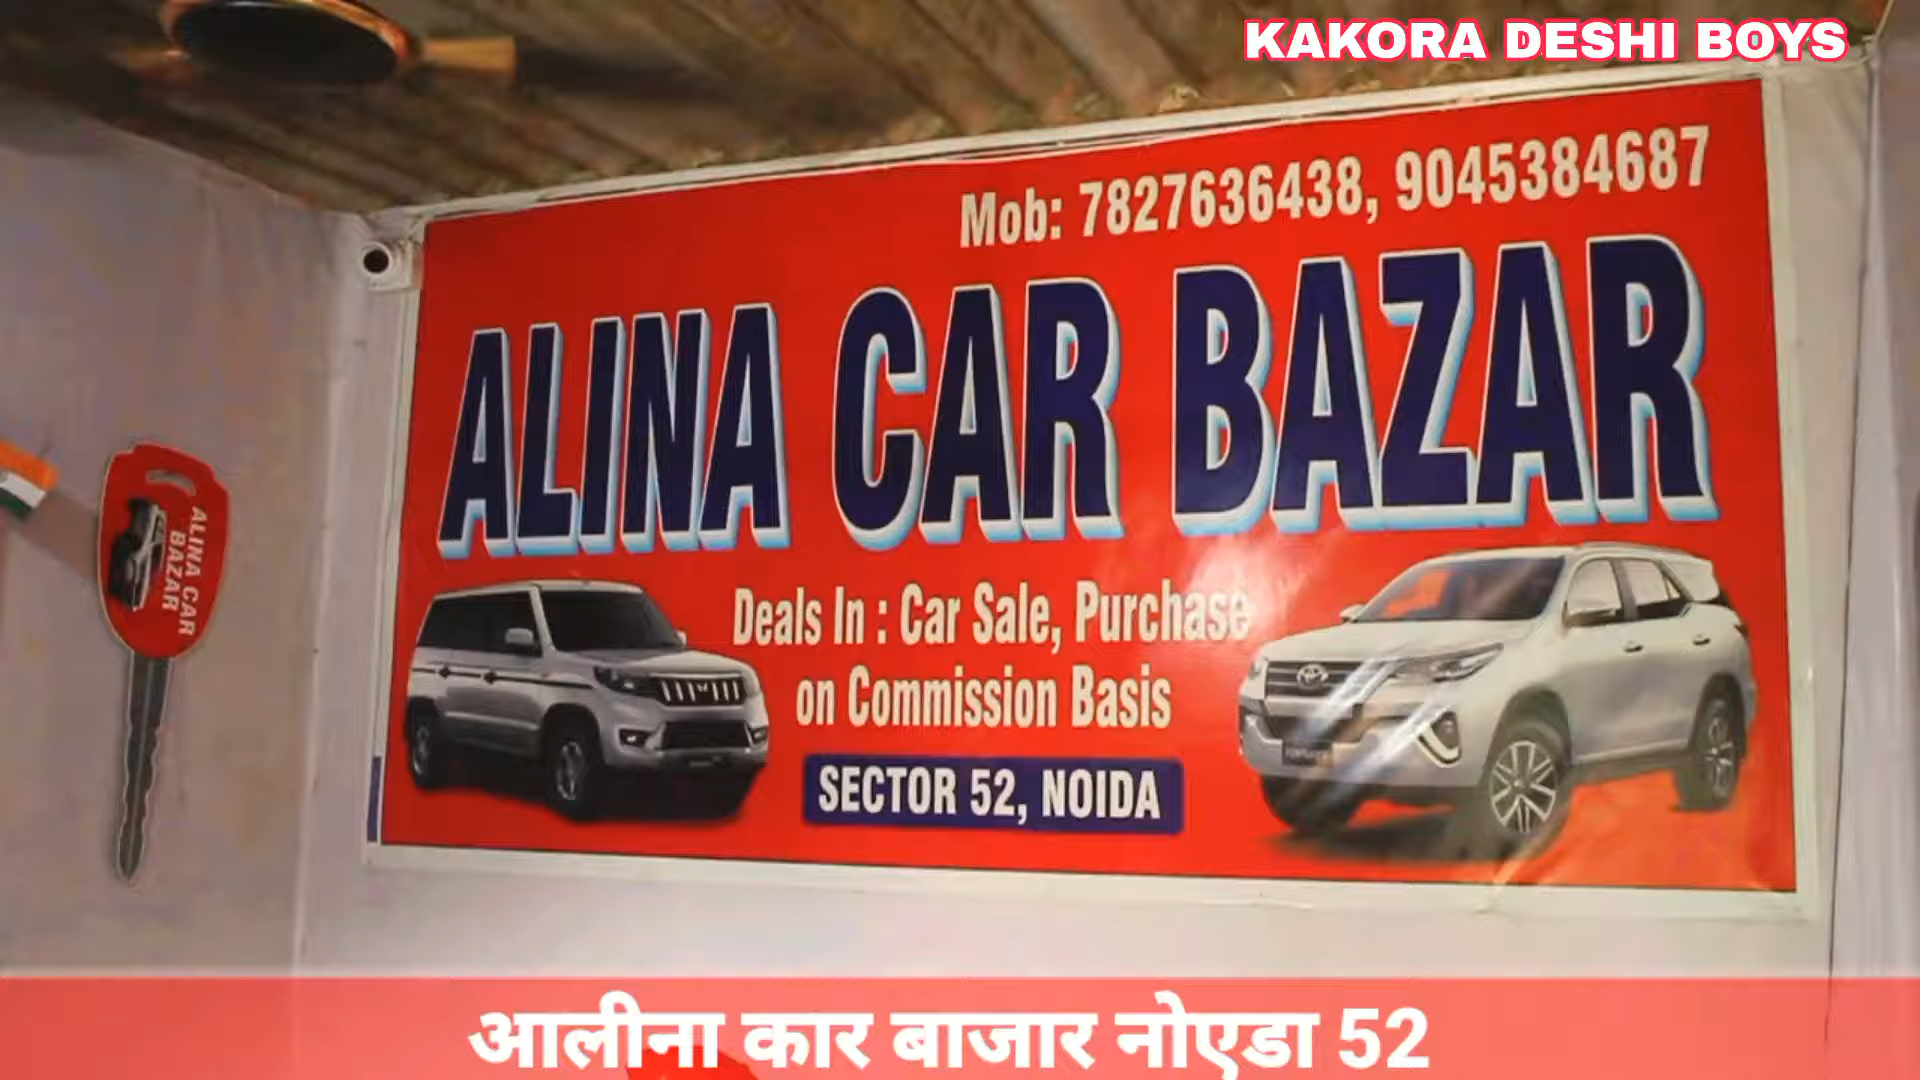 KAKORA DESHI BOYS
Mob: 7827636438, 9045384687
ALINA CAR BAZAR
Deals In : Car Sale, Purchase
on Commission Basis
SECTOR 52, NOIDA
ALINA CAR
BAZAR
आलीना कार बाजार नोएडा 52